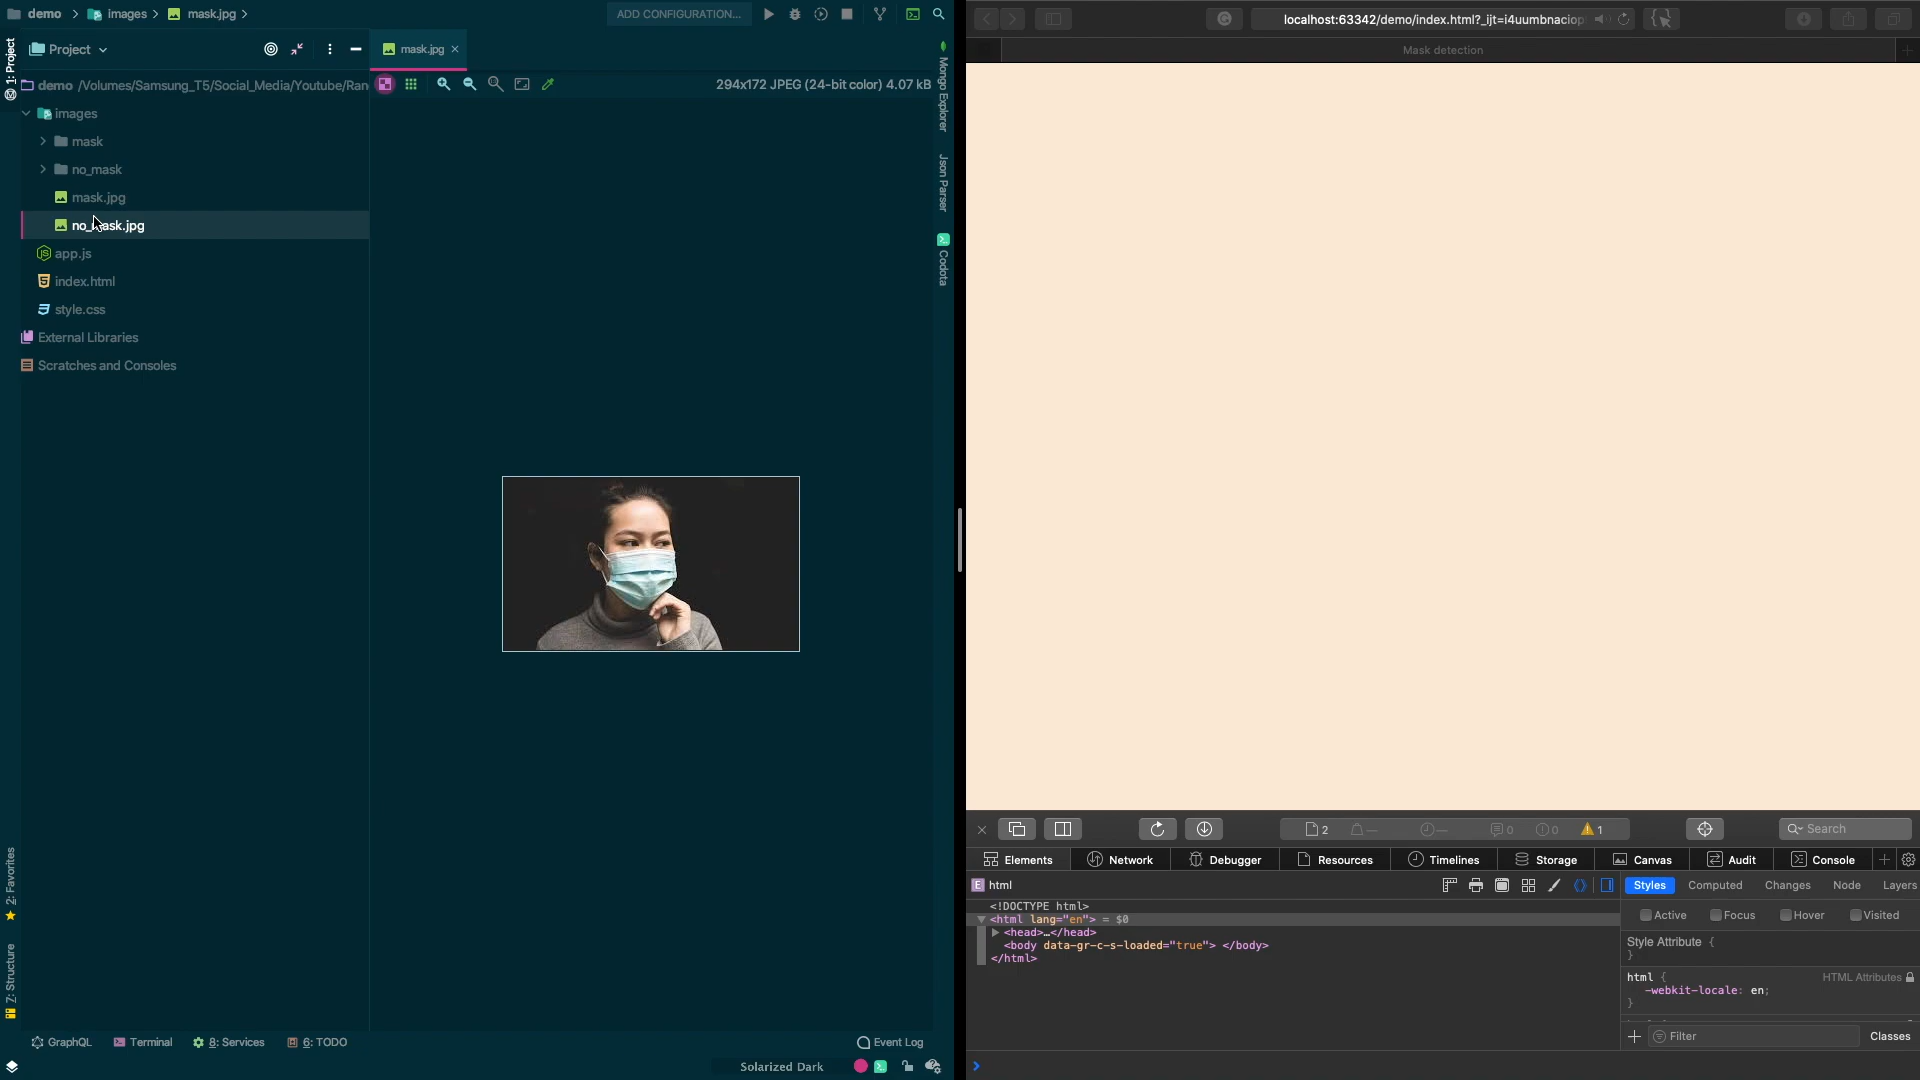 demo
images
mask.jpg
ADD CONFIGURATION...
Project
mask.jpg
1: Project
demo /Volumes/Samsung_T5/Social_Media/Youtube/Ran
294x172 JPEG (24-bit color) 4.07 kB
images
mask
no_mask
mask.jpg
no_mask.jpg
app.js
index.html
style.css
External Libraries
Scratches and Consoles
Mongo Explorer
Json Parser
Codota
2: Favorites
7: Structure
GraphQL
Terminal
8: Services
6: TODO
Event Log
Solarized Dark
localhost:63342/demo/index.html?_ijt=i4uumbnaciop
Mask detection
2
0
0
1
Search
Elements
Network
Debugger
Resources
Timelines
Storage
Canvas
Audit
Console
E html
Styles
Computed
Changes
Node
Layers
<!DOCTYPE html>
<html lang="en"> = $0
<head>…</head>
<body data-gr-c-s-loaded="true"> </body>
</html>
Active
Focus
Hover
Visited
Style Attribute {
}
html {
HTML Attributes
-webkit-locale: en;
}
Filter
Classes